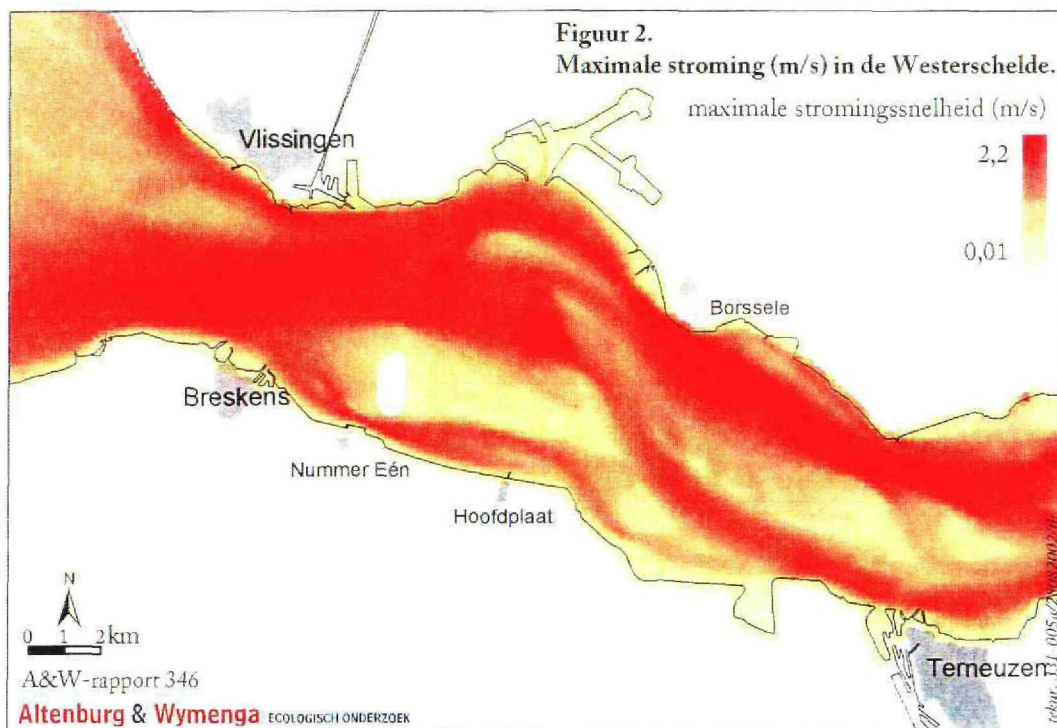 Figuur 2.
Maximale stroming (m/s) in de Westerschelde.
maximale stromingssnelheid (m/s)
2,2
0,01
Vlissingen
Borssele
Breskens
Nummer Eén
Hoofdplaat
Terneuzen
N
0 1 2 km
A&W-rapport 346
Altenburg & Wymenga ECOLOGISCH ONDERZOEK